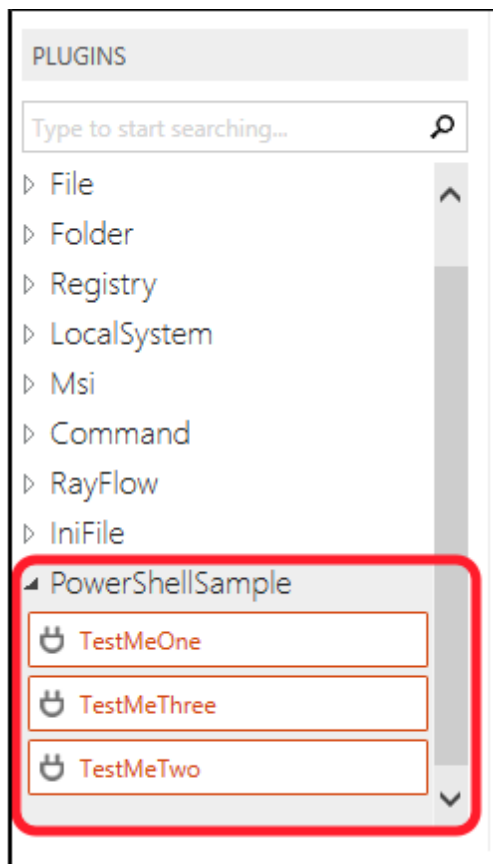 PLUGINS
Type to start searching...
File
Folder
Registry
LocalSystem
Msi
Command
RayFlow
IniFile
PowerShellSample
TestMeOne
TestMeThree
TestMeTwo